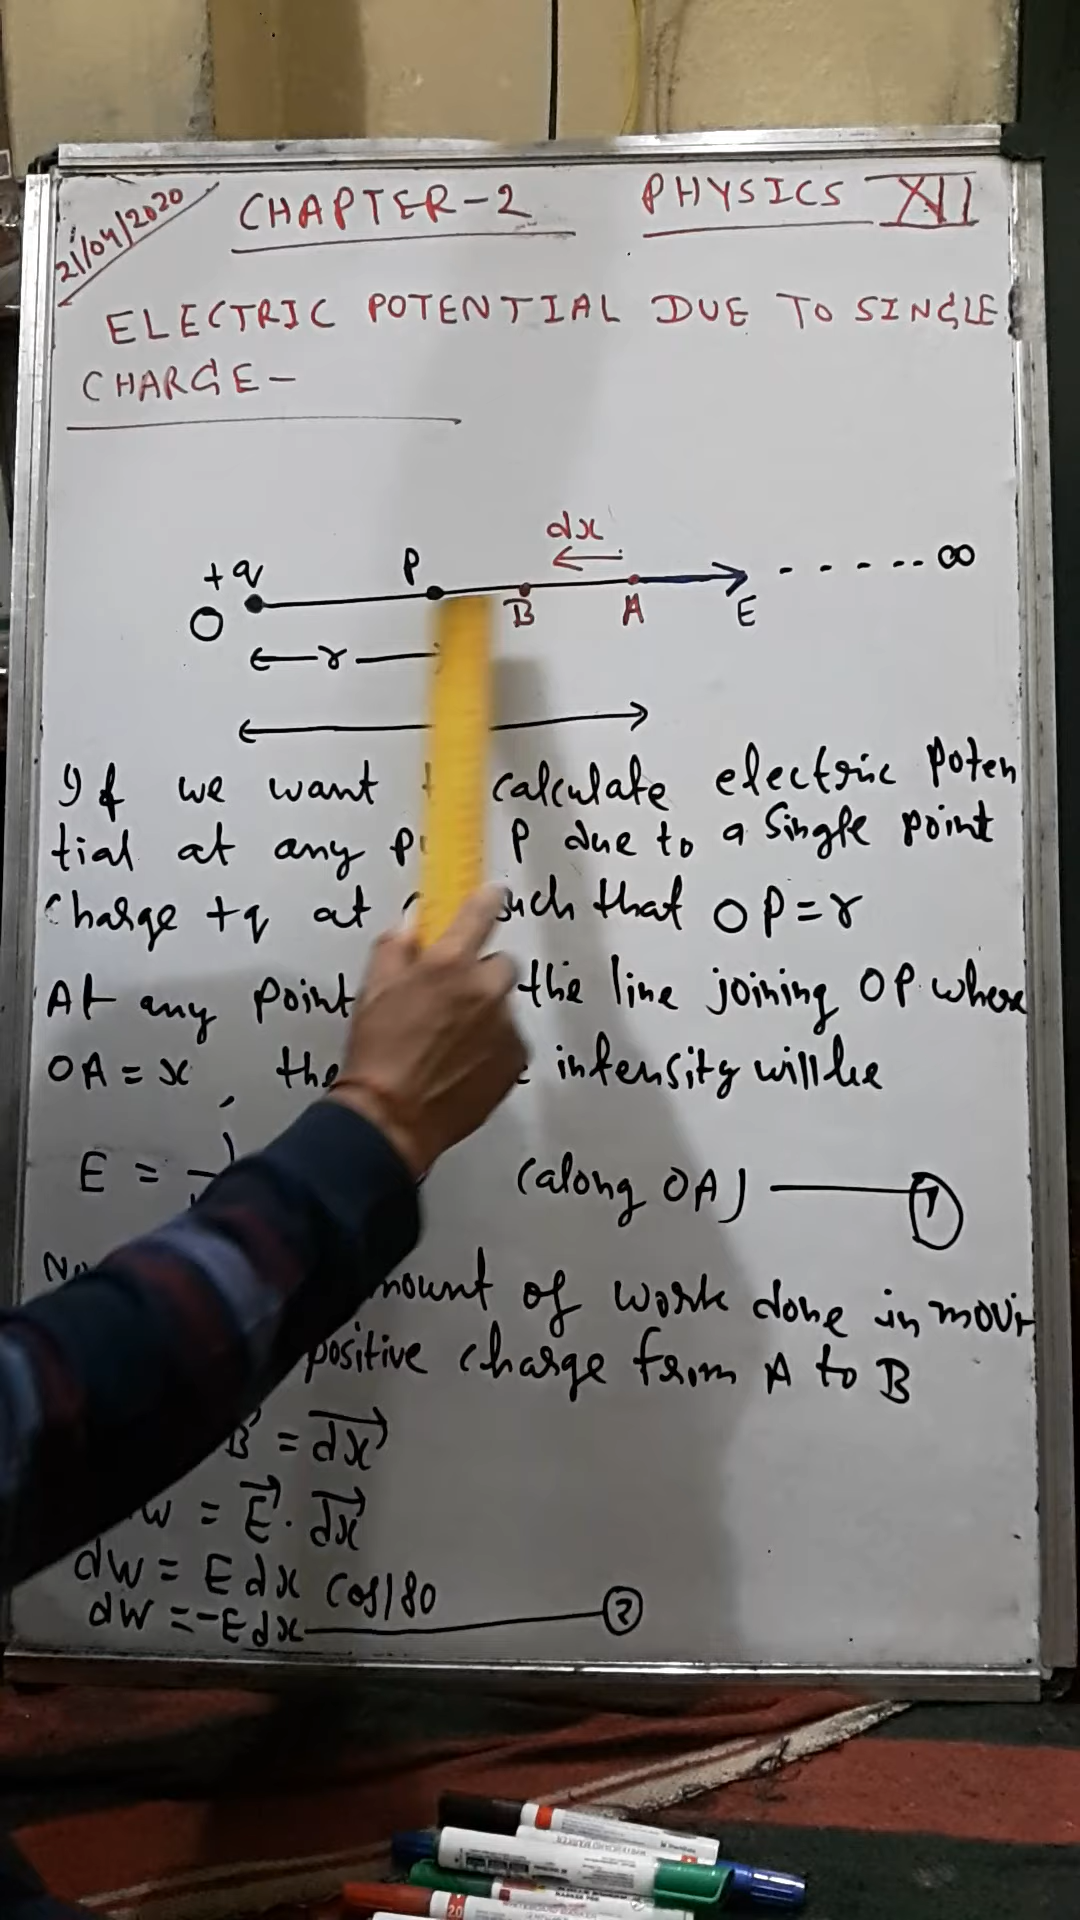 21/04/2020
CHAPTER-2 PHYSICS XII
ELECTRIC POTENTIAL DUE TO SINGLE
CHARGE-
dx
+q P ∞
O B A E
r
If we want calculate electric Poten
tial at any P due to a Single point
Charge +q at such that OP=r
At any Point the line joining OP where
OA = x, intensity will be
E = (along OA) 1
mount of work done in movin
positive charge from A to B
B = dx
w = E . dx
dw = E dx Cos180
dw = -Edx 2